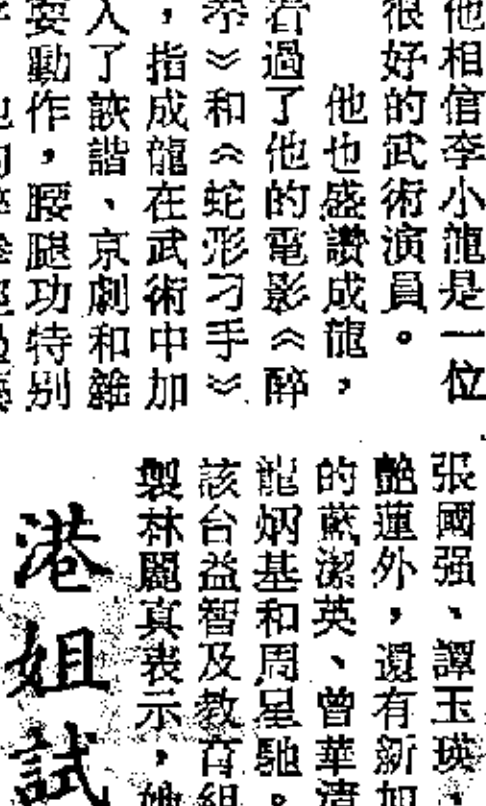 他相信李小龍是一位
很好的武術演員。
他也盛讚成龍，
看過了他的電影《醉
》和《蛇形刁手》
，指成龍在武術中加
入了詼諧、京劇和雜
耍動作，腰腿功特别
張國强、譚玉瑛、
艶蓮外，還有新加
的藍潔英、曾華清
龍炳基和周星馳。
該台益智及教育組
製林麗真表示，她
港姐試